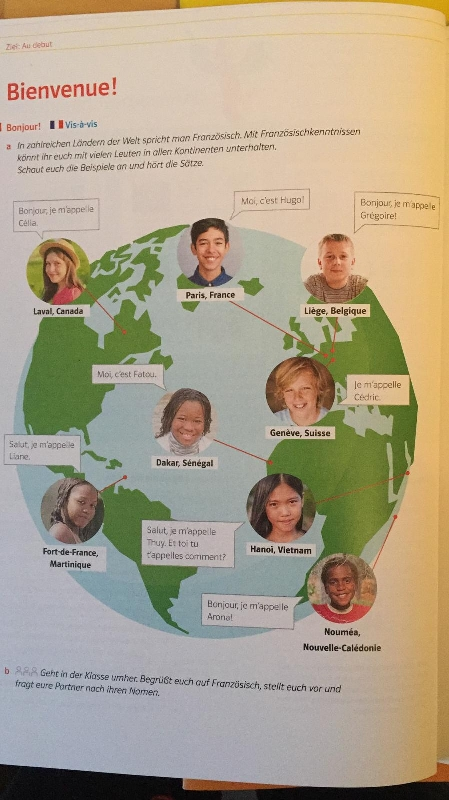 Ziel: Au debut
Bienvenue!
1 Bonjour! Vis-à-vis
a In zahlreichen Ländern der Welt spricht man Französisch. Mit Französischkenntnissen
könnt ihr euch mit vielen Leuten in allen Kontinenten unterhalten.
Schaut euch die Beispiele an und hört die Sätze.
Bonjour, je m'appelle
Célia.
Moi, c'est Hugo!
Bonjour, je m'appelle
Grégoire!
Laval, Canada
Paris, France
Liège, Belgique
Moi, c'est Fatou.
Je m'appelle
Cédric.
Genève, Suisse
Salut, je m'appelle
Liane.
Dakar, Sénégal
Fort-de-France,
Martinique
Salut, je m'appelle
Thuy. Et toi tu
t'appelles comment?
Hanoi, Vietnam
Bonjour, je m'appelle
Arona!
Nouméa,
Nouvelle-Calédonie
b Geht in der Klasse umher. Begrüßt euch auf Französisch, stellt euch vor und
fragt eure Partner nach ihren Namen.